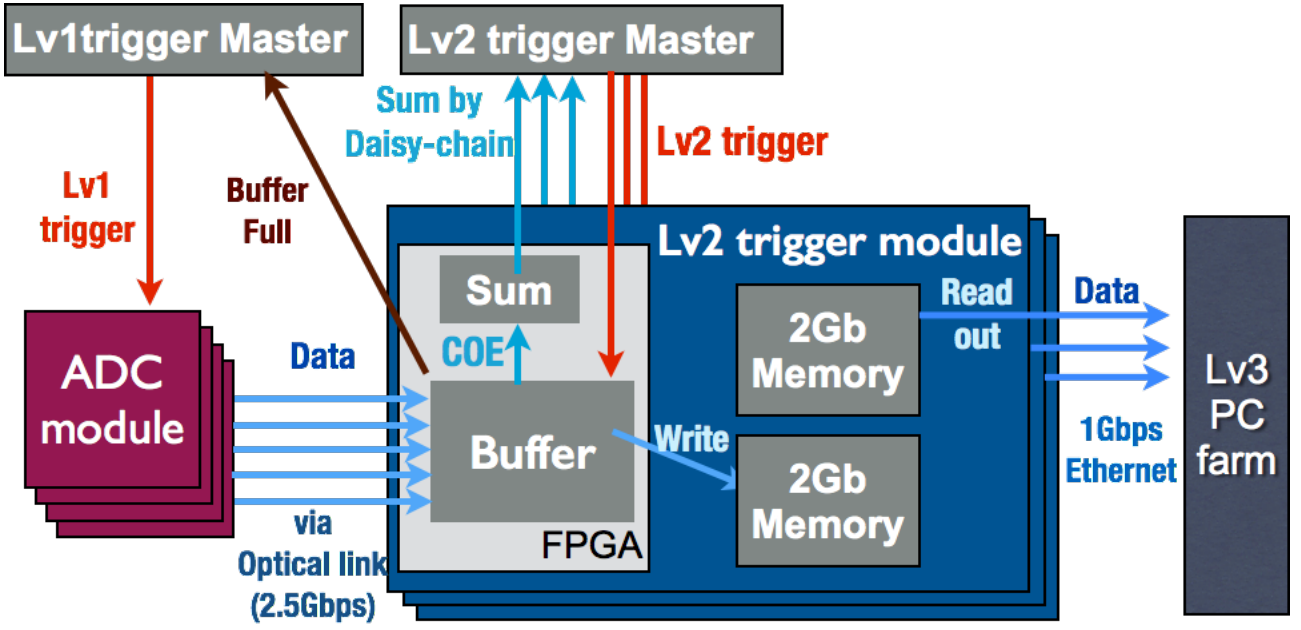 Lv1trigger Master
Lv2 trigger Master
Sum by
Daisy-chain
Lv2 trigger
Lv1
trigger
Buffer
Full
Lv2 trigger module
Sum
COE
Buffer
FPGA
Write
2Gb
Memory
2Gb
Memory
Read
out
Data
1Gbps
Ethernet
Lv3
PC
farm
ADC
module
Data
via
Optical link
(2.5Gbps)